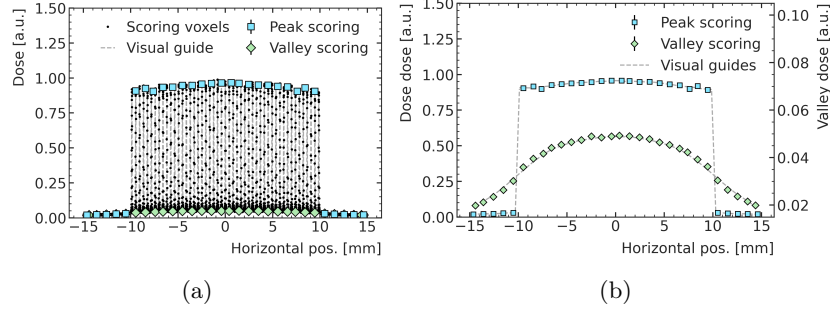 1.50
1.25
1.00
0.75
0.50
0.25
0.00
Dose [a.u.]
Scoring voxels
Visual guide
Peak scoring
Valley scoring
−15 −10 −5 0 5 10 15
Horizontal pos. [mm]
(a)
1.50
1.25
1.00
0.75
0.50
0.25
0.00
Dose dose [a.u.]
Peak scoring
Valley scoring
Visual guides
0.10
0.08
0.06
0.04
0.02
Valley dose [a.u.]
−15 −10 −5 0 5 10 15
Horizontal pos. [mm]
(b)